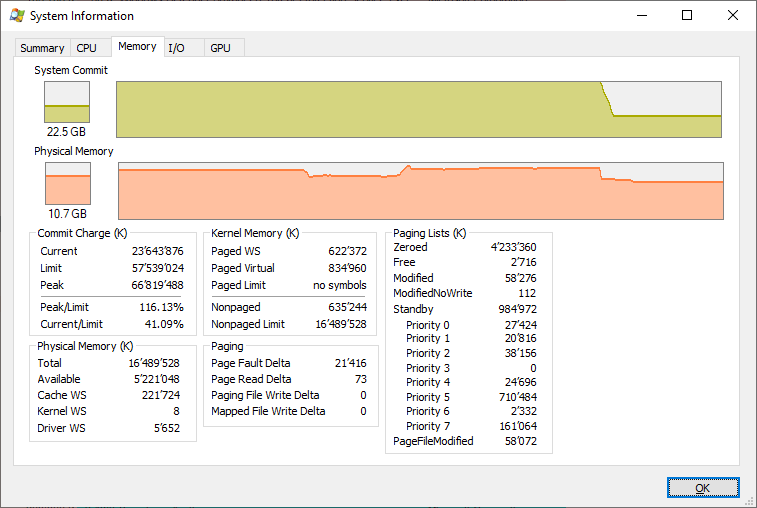 System Information
Summary CPU Memory I/O GPU
System Commit
22.5 GB
Physical Memory
10.7 GB
Commit Charge (K)
Current 23'643'876
Limit 57'539'024
Peak 66'819'488
Peak/Limit 116.13%
Current/Limit 41.09%
Physical Memory (K)
Total 16'489'528
Available 5'221'048
Cache WS 221'724
Kernel WS 8
Driver WS 5'652
Kernel Memory (K)
Paged WS 622'372
Paged Virtual 834'960
Paged Limit no symbols
Nonpaged 635'244
Nonpaged Limit 16'489'528
Paging
Page Fault Delta 21'416
Page Read Delta 73
Paging File Write Delta 0
Mapped File Write Delta 0
Paging Lists (K)
Zeroed 4'233'360
Free 2'716
Modified 58'276
ModifiedNoWrite 112
Standby 984'972
Priority 0 27'424
Priority 1 20'816
Priority 2 38'156
Priority 3 0
Priority 4 24'696
Priority 5 710'484
Priority 6 2'332
Priority 7 161'064
PageFileModified 58'072
OK